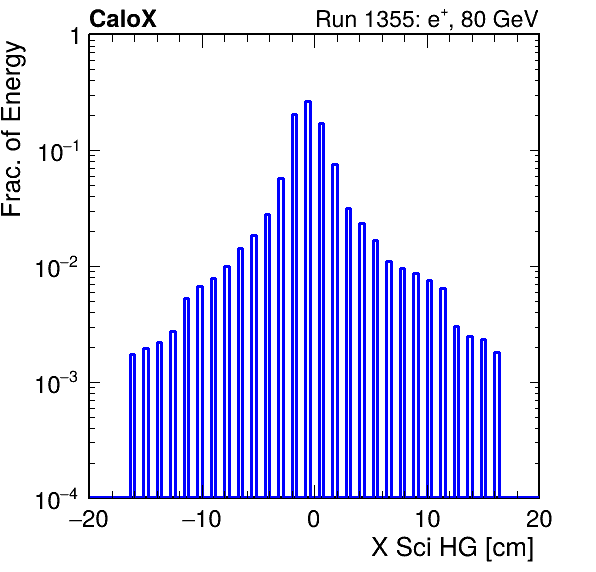 CaloX Run 1355: e⁺, 80 GeV
Frac. of Energy
1
10⁻¹
10⁻²
10⁻³
10⁻⁴
−20 −10 0 10 20
X Sci HG [cm]